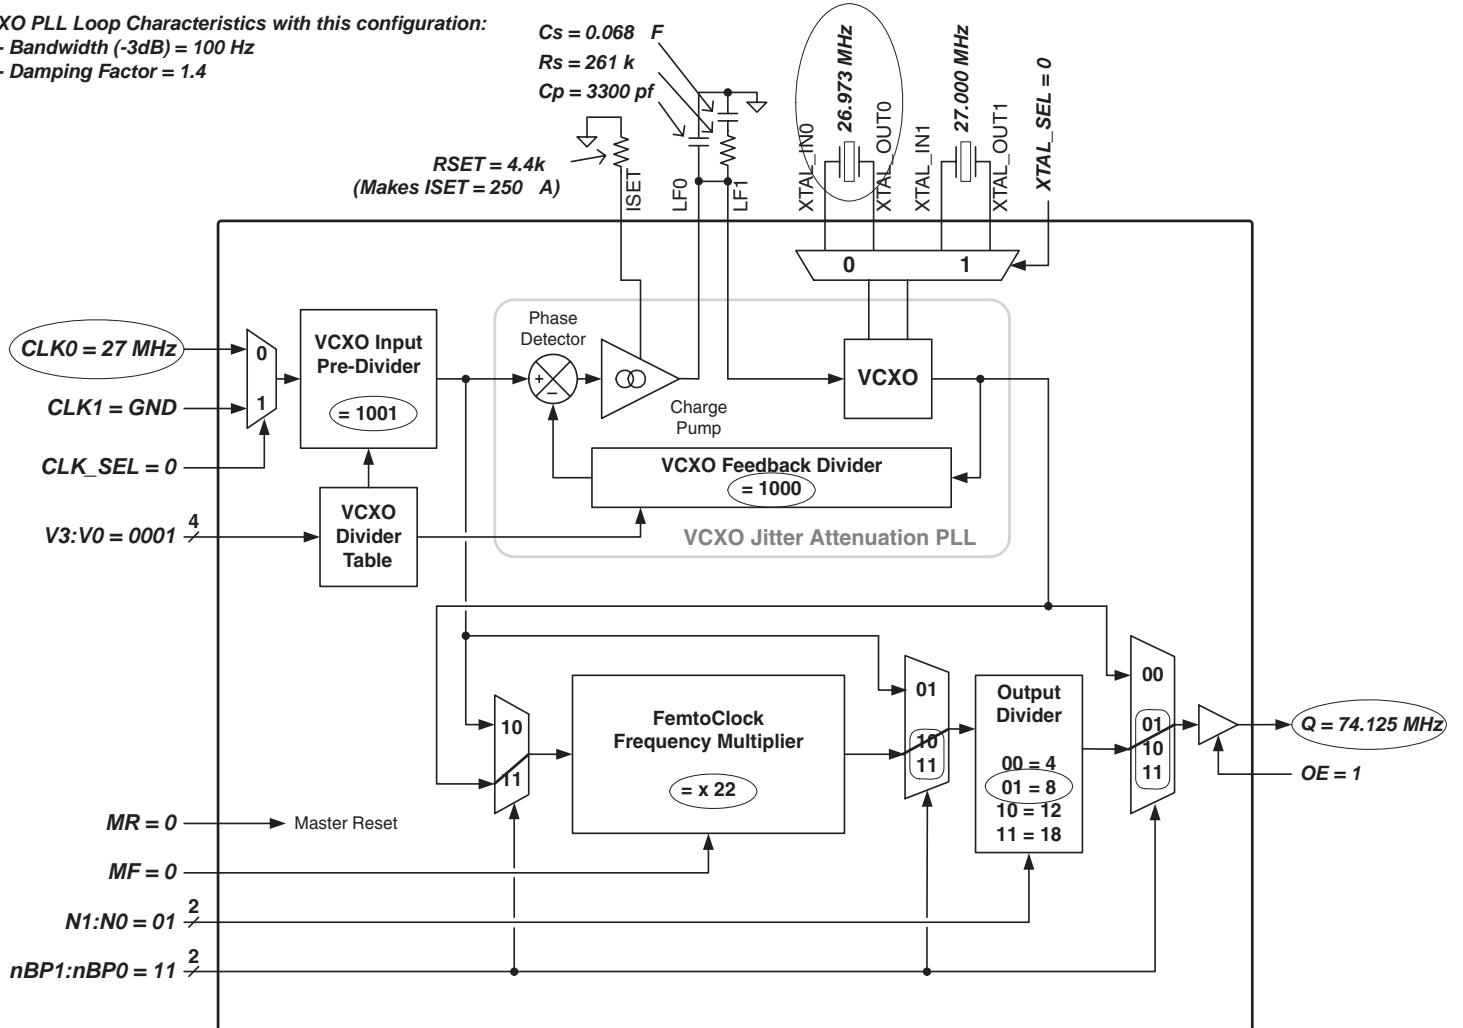 XO PLL Loop Characteristics with this configuration:
- Bandwidth (-3dB) = 100 Hz
- Damping Factor = 1.4
Cs = 0.068 F
Rs = 261 k
Cp = 3300 pf
RSET = 4.4k
(Makes ISET = 250 A)
ISET
LF0
LF1
XTAL_IN0
26.973 MHz
XTAL_OUT0
XTAL_IN1
27.000 MHz
XTAL_OUT1
XTAL_SEL = 0
0 1
CLK0 = 27 MHz
CLK1 = GND
CLK_SEL = 0
V3:V0 = 0001
4
0
1
VCXO Input
Pre-Divider
= 1001
VCXO
Divider
Table
Phase
Detector
+
−
Charge
Pump
VCXO
VCXO Feedback Divider
= 1000
VCXO Jitter Attenuation PLL
10
11
FemtoClock
Frequency Multiplier
= x 22
01
10
11
Output
Divider
00 = 4
01 = 8
10 = 12
11 = 18
00
01
10
11
Q = 74.125 MHz
OE = 1
MR = 0
Master Reset
MF = 0
N1:N0 = 01
2
nBP1:nBP0 = 11
2